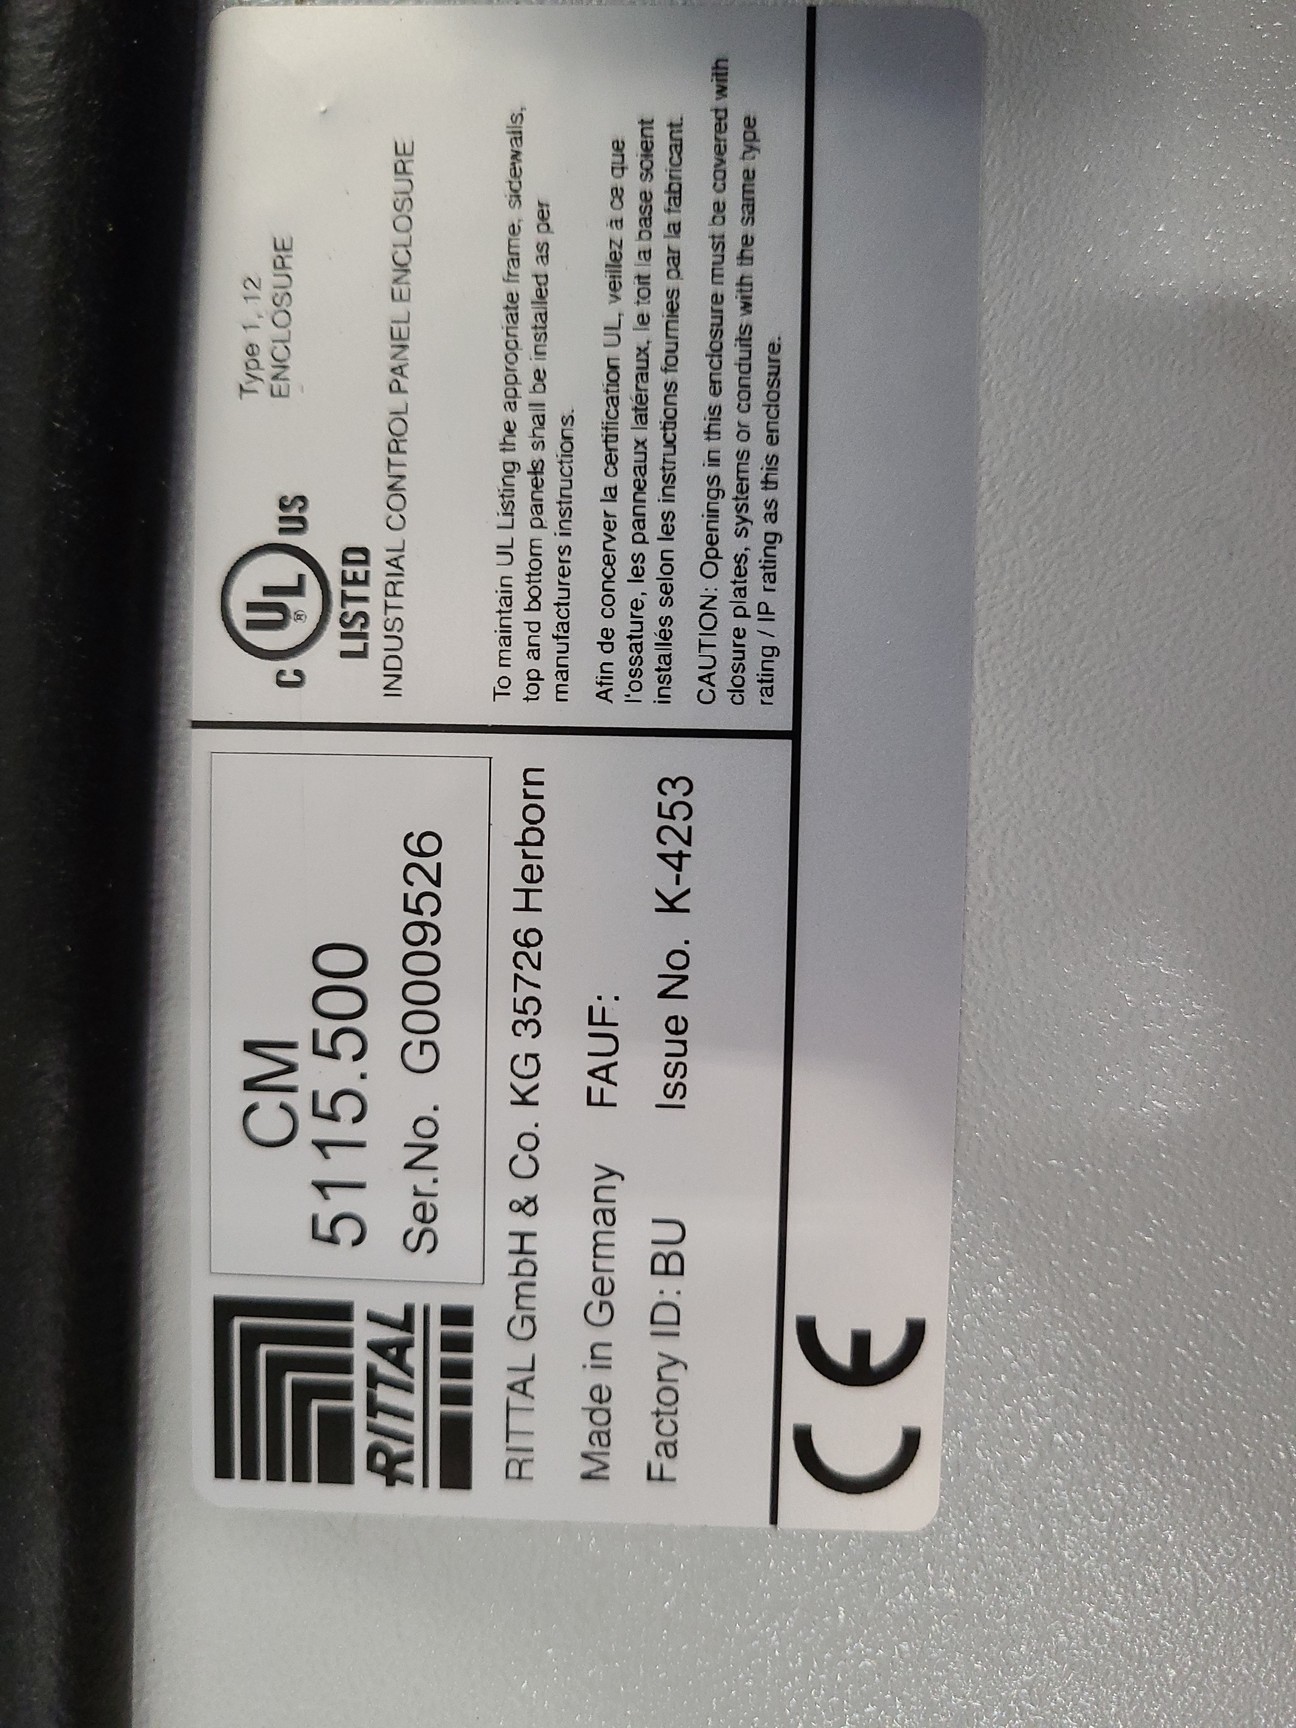 RITTAL
CM
5115.500
Ser.No. G0009526
RITTAL GmbH & Co. KG 35726 Herborn
Made in Germany FAUF:
Factory ID: BU Issue No. K-4253
C UL® US
LISTED
Type 1, 12
ENCLOSURE
INDUSTRIAL CONTROL PANEL ENCLOSURE
To maintain UL Listing the appropriate frame, sidewalls,
top and bottom panels shall be installed as per
manufacturers instructions.
Afin de concerver la certification UL, veillez à ce que
l'ossature, les panneaux latéraux, le toit la base soient
installés selon les instructions fournies par la fabricant.
CAUTION: Openings in this enclosure must be covered with
closure plates, systems or conduits with the same type
rating / IP rating as this enclosure.
CE